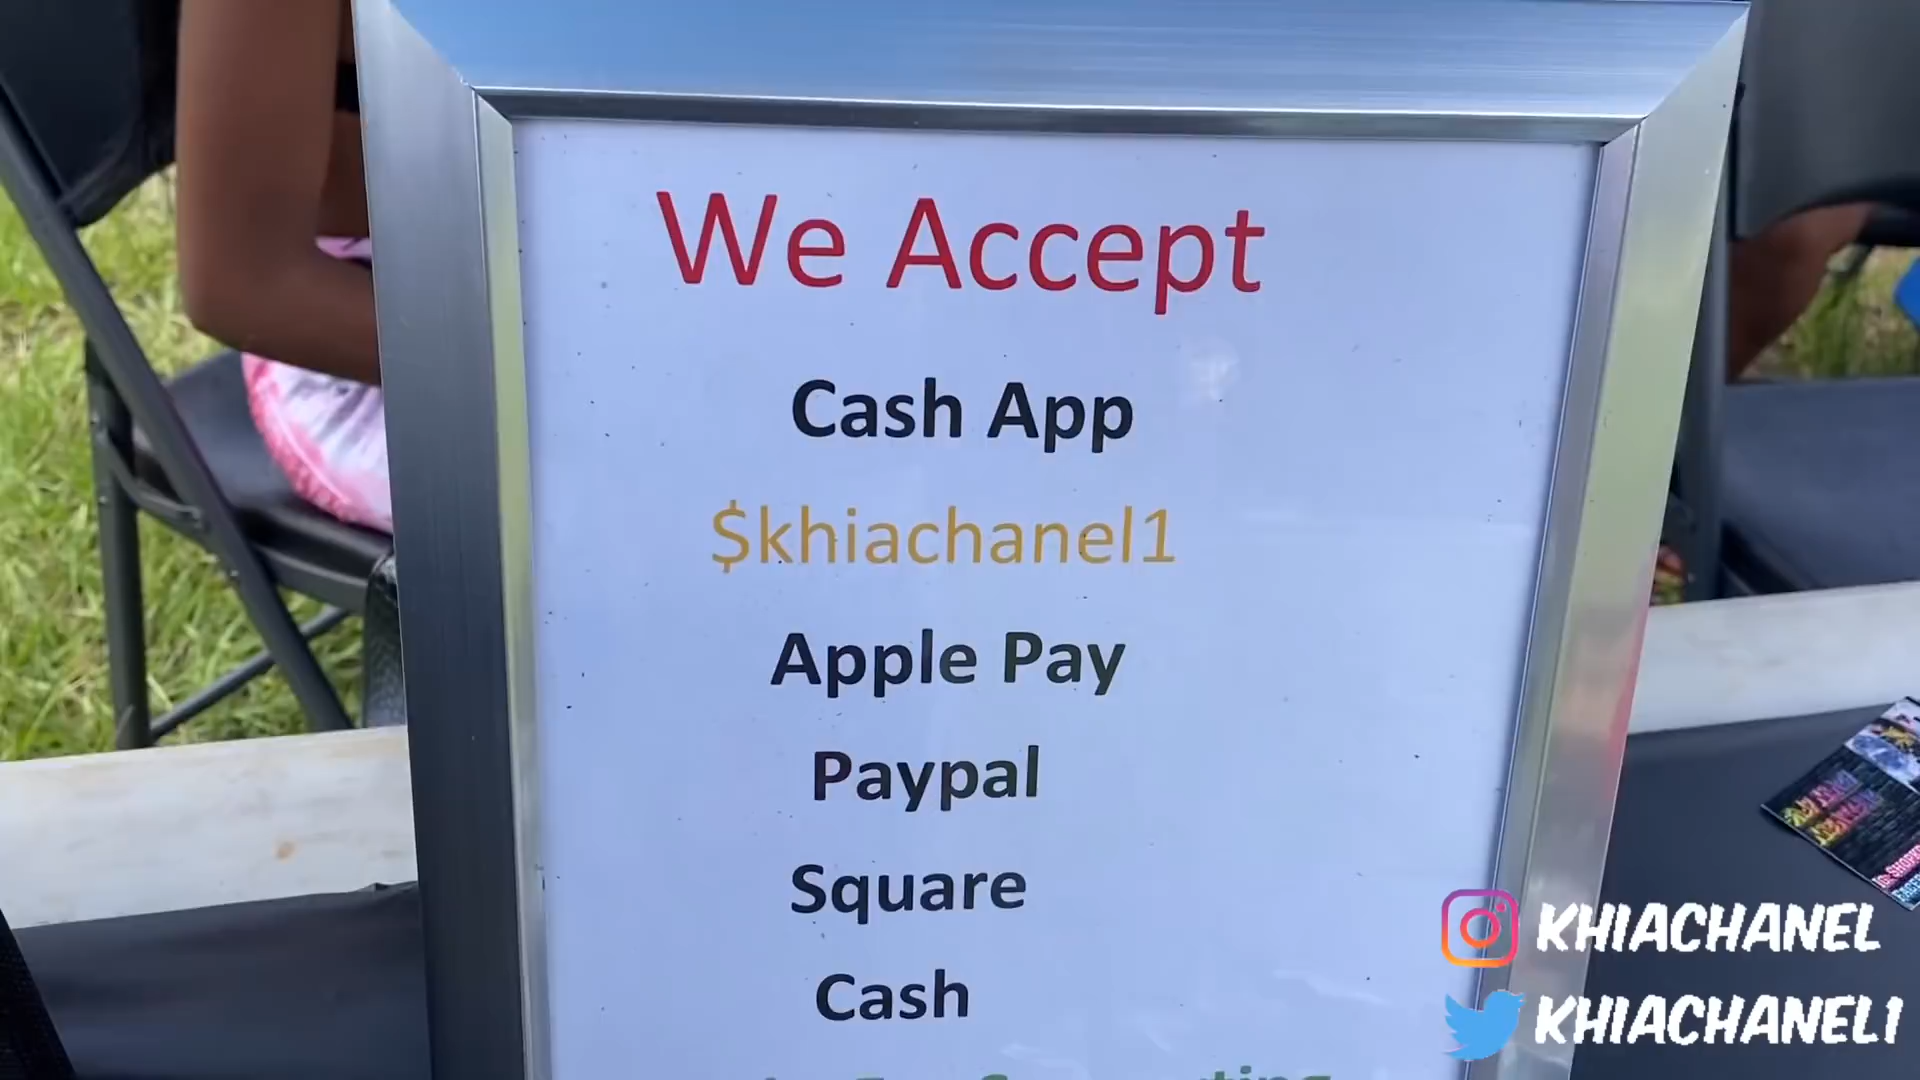 We Accept
Cash App
$khiachanel1
Apple Pay
Paypal
Square
Cash
KHIACHANEL
KHIACHANEL1